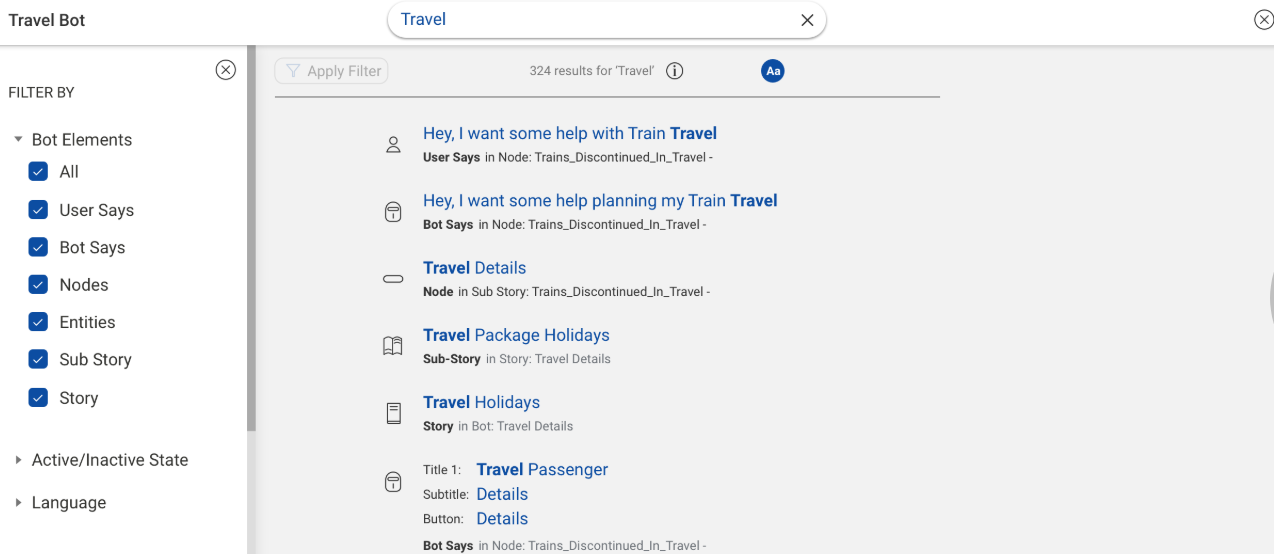 Travel Bot
Travel
FILTER BY
Bot Elements
All
User Says
Bot Says
Nodes
Entities
Sub Story
Story
Active/Inactive State
Language
Apply Filter
324 results for 'Travel'
Aa
Hey, I want some help with Train Travel
User Says in Node: Trains_Discontinued_In_Travel -
Hey, I want some help planning my Train Travel
Bot Says in Node: Trains_Discontinued_In_Travel -
Travel Details
Node in Sub Story: Trains_Discontinued_In_Travel -
Travel Package Holidays
Sub-Story in Story: Travel Details
Travel Holidays
Story in Bot: Travel Details
Title 1: Travel Passenger
Subtitle: Details
Button: Details
Bot Says in Node: Trains_Discontinued_In_Travel -